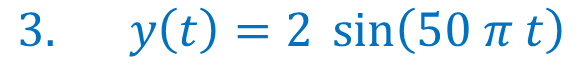 3. y(t) = 2 sin(50 π t)